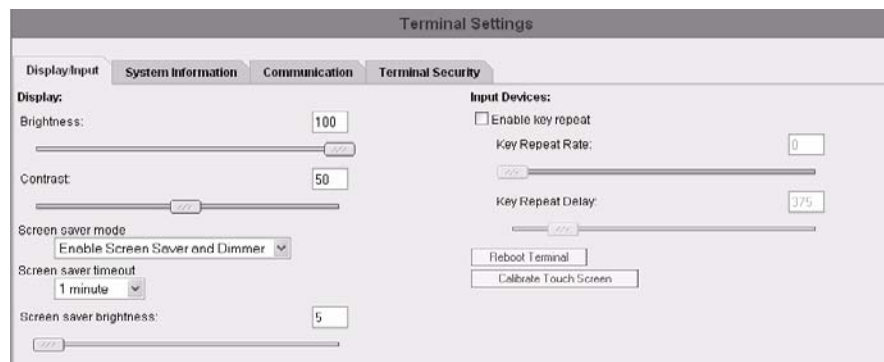 Terminal Settings
Display/Input
System Information
Communication
Terminal Security
Display:
Brightness:
100
Contrast:
50
Screen saver mode
Enable Screen Saver and Dimmer
Screen saver timeout
1 minute
Screen saver brightness:
5
Input Devices:
Enable key repeat
Key Repeat Rate:
0
Key Repeat Delay:
375
Reboot Terminal
Calibrate Touch Screen